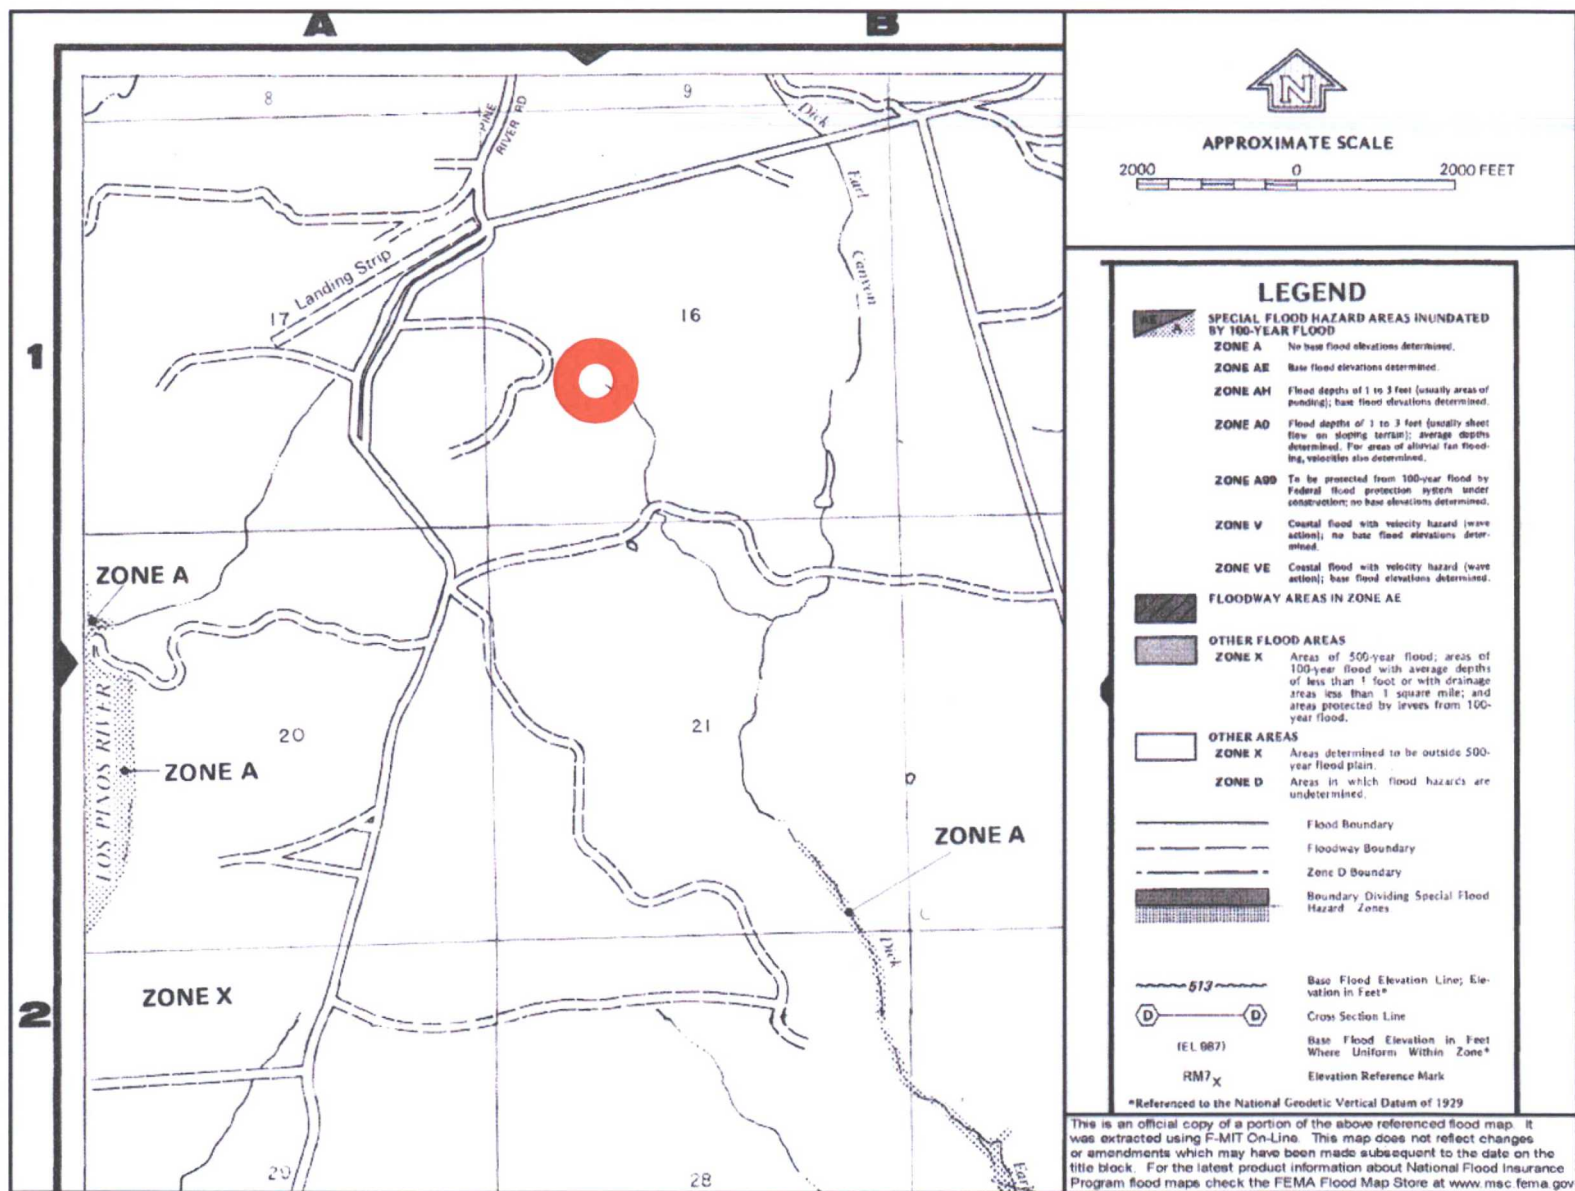 A
B
8
9
PINE
RIVER RD
Dick
Earl
Canyon
Landing Strip
17
16
1
ZONE A
LOS PINOS RIVER
20
21
ZONE A
ZONE A
Dick
ZONE X
2
29
28
Earl
N
APPROXIMATE SCALE
2000 0 2000 FEET
LEGEND
AE
A
SPECIAL FLOOD HAZARD AREAS INUNDATED
BY 100-YEAR FLOOD
ZONE A No base flood elevations determined.
ZONE AE Base flood elevations determined.
ZONE AH Flood depths of 1 to 3 feet (usually areas of
ponding); base flood elevations determined.
ZONE AO Flood depths of 1 to 3 feet (usually sheet
flow on sloping terrain); average depths
determined. For areas of alluvial fan flood-
ing, velocities also determined.
ZONE A99 To be protected from 100-year flood by
Federal flood protection system under
construction; no base elevations determined.
ZONE V Coastal flood with velocity hazard (wave
action); no base flood elevations deter-
mined.
ZONE VE Coastal flood with velocity hazard (wave
action); base flood elevations determined.
FLOODWAY AREAS IN ZONE AE
OTHER FLOOD AREAS
ZONE X Areas of 500-year flood; areas of
100-year flood with average depths
of less than 1 foot or with drainage
areas less than 1 square mile; and
areas protected by levees from 100-
year flood.
OTHER AREAS
ZONE X Areas determined to be outside 500-
year flood plain.
ZONE D Areas in which flood hazards are
undetermined.
Flood Boundary
Floodway Boundary
Zone D Boundary
Boundary Dividing Special Flood
Hazard Zones
513 Base Flood Elevation Line; Ele-
vation in Feet*
D D Cross Section Line
(EL 987) Base Flood Elevation in Feet
Where Uniform Within Zone*
RM7X Elevation Reference Mark
*Referenced to the National Geodetic Vertical Datum of 1929
This is an official copy of a portion of the above referenced flood map. It
was extracted using F-MIT On-Line. This map does not reflect changes
or amendments which may have been made subsequent to the date on the
title block. For the latest product information about National Flood Insurance
Program flood maps check the FEMA Flood Map Store at www.msc.fema.gov